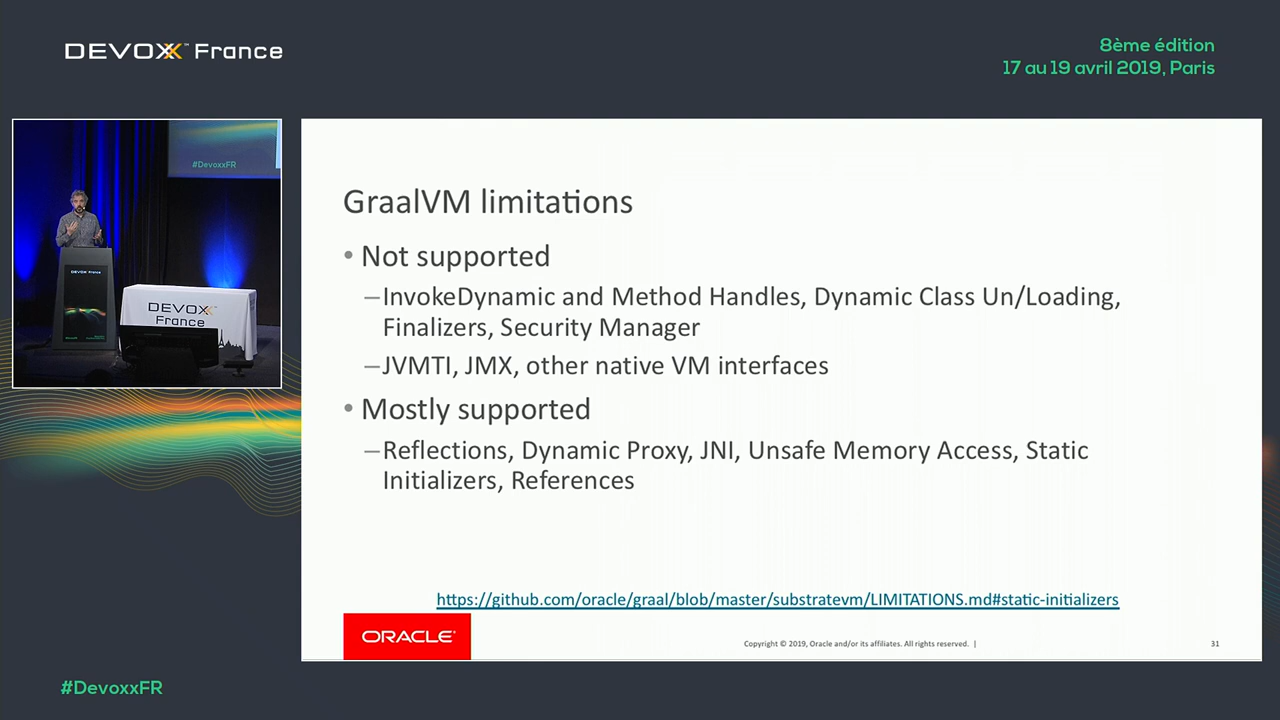 DEVOXX™ France
8ème édition
17 au 19 avril 2019, Paris
#DevoxxFR
DEVOXX France
DEVOXX
France
GraalVM limitations
• Not supported
–InvokeDynamic and Method Handles, Dynamic Class Un/Loading,
Finalizers, Security Manager
–JVMTI, JMX, other native VM interfaces
• Mostly supported
–Reflections, Dynamic Proxy, JNI, Unsafe Memory Access, Static
Initializers, References
https://github.com/oracle/graal/blob/master/substratevm/LIMITATIONS.md#static-initializers
ORACLE®
Copyright © 2019, Oracle and/or its affiliates. All rights reserved. |
31
#DevoxxFR